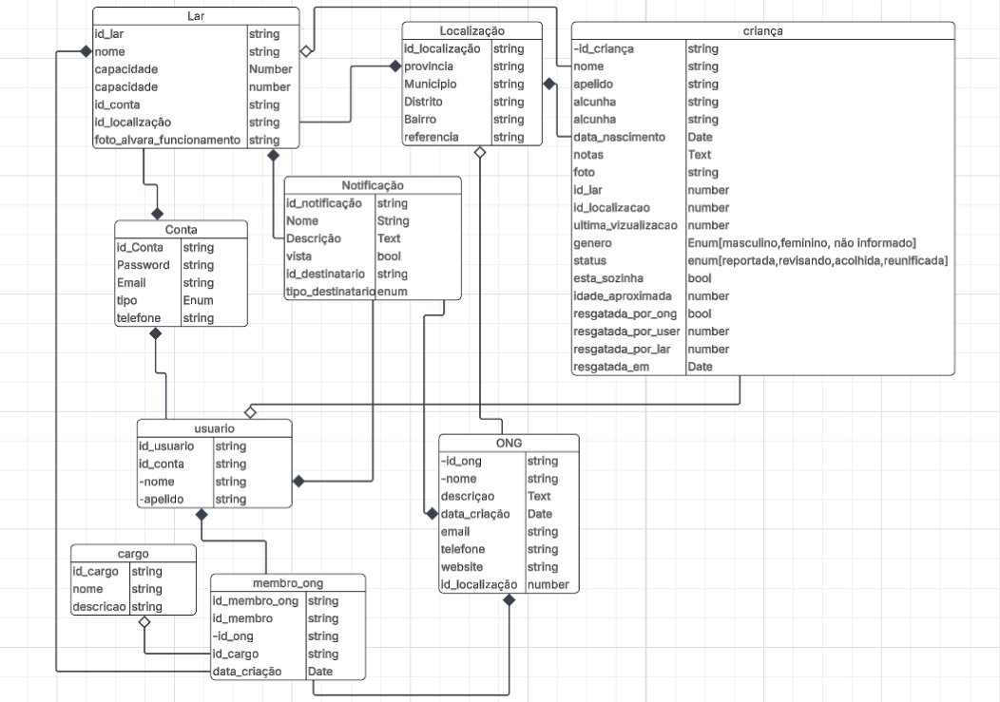 Lar
id_lar string
nome string
capacidade Number
capacidade number
id_conta string
id_localização string
foto_alvara_funcionamento string
Localização
id_localização string
provincia string
Municipio string
Distrito string
Bairro string
referencia string
criança
-id_criança string
nome string
apelido string
alcunha string
alcunha string
data_nascimento Date
notas Text
foto string
id_lar number
id_localizacao number
ultima_vizualizacao number
genero Enum[masculino,feminino, não informado]
status enum[reportada,revisando,acolhida,reunificada]
esta_sozinha bool
idade_aproximada number
resgatada_por_ong bool
resgatada_por_user number
resgatada_por_lar number
resgatada_em Date
Notificação
id_notificação string
Nome String
Descrição Text
vista bool
id_destinatario string
tipo_destinatario enum
Conta
id_Conta string
Password string
Email string
tipo Enum
telefone string
usuario
id_usuario string
id_conta string
-nome string
-apelido string
ONG
-id_ong string
-nome string
descriçao Text
data_criação Date
email string
telefone string
website string
id_localização number
cargo
id_cargo string
nome string
descricao string
membro_ong
id_membro_ong string
id_membro string
-id_ong string
id_cargo string
data_criação Date